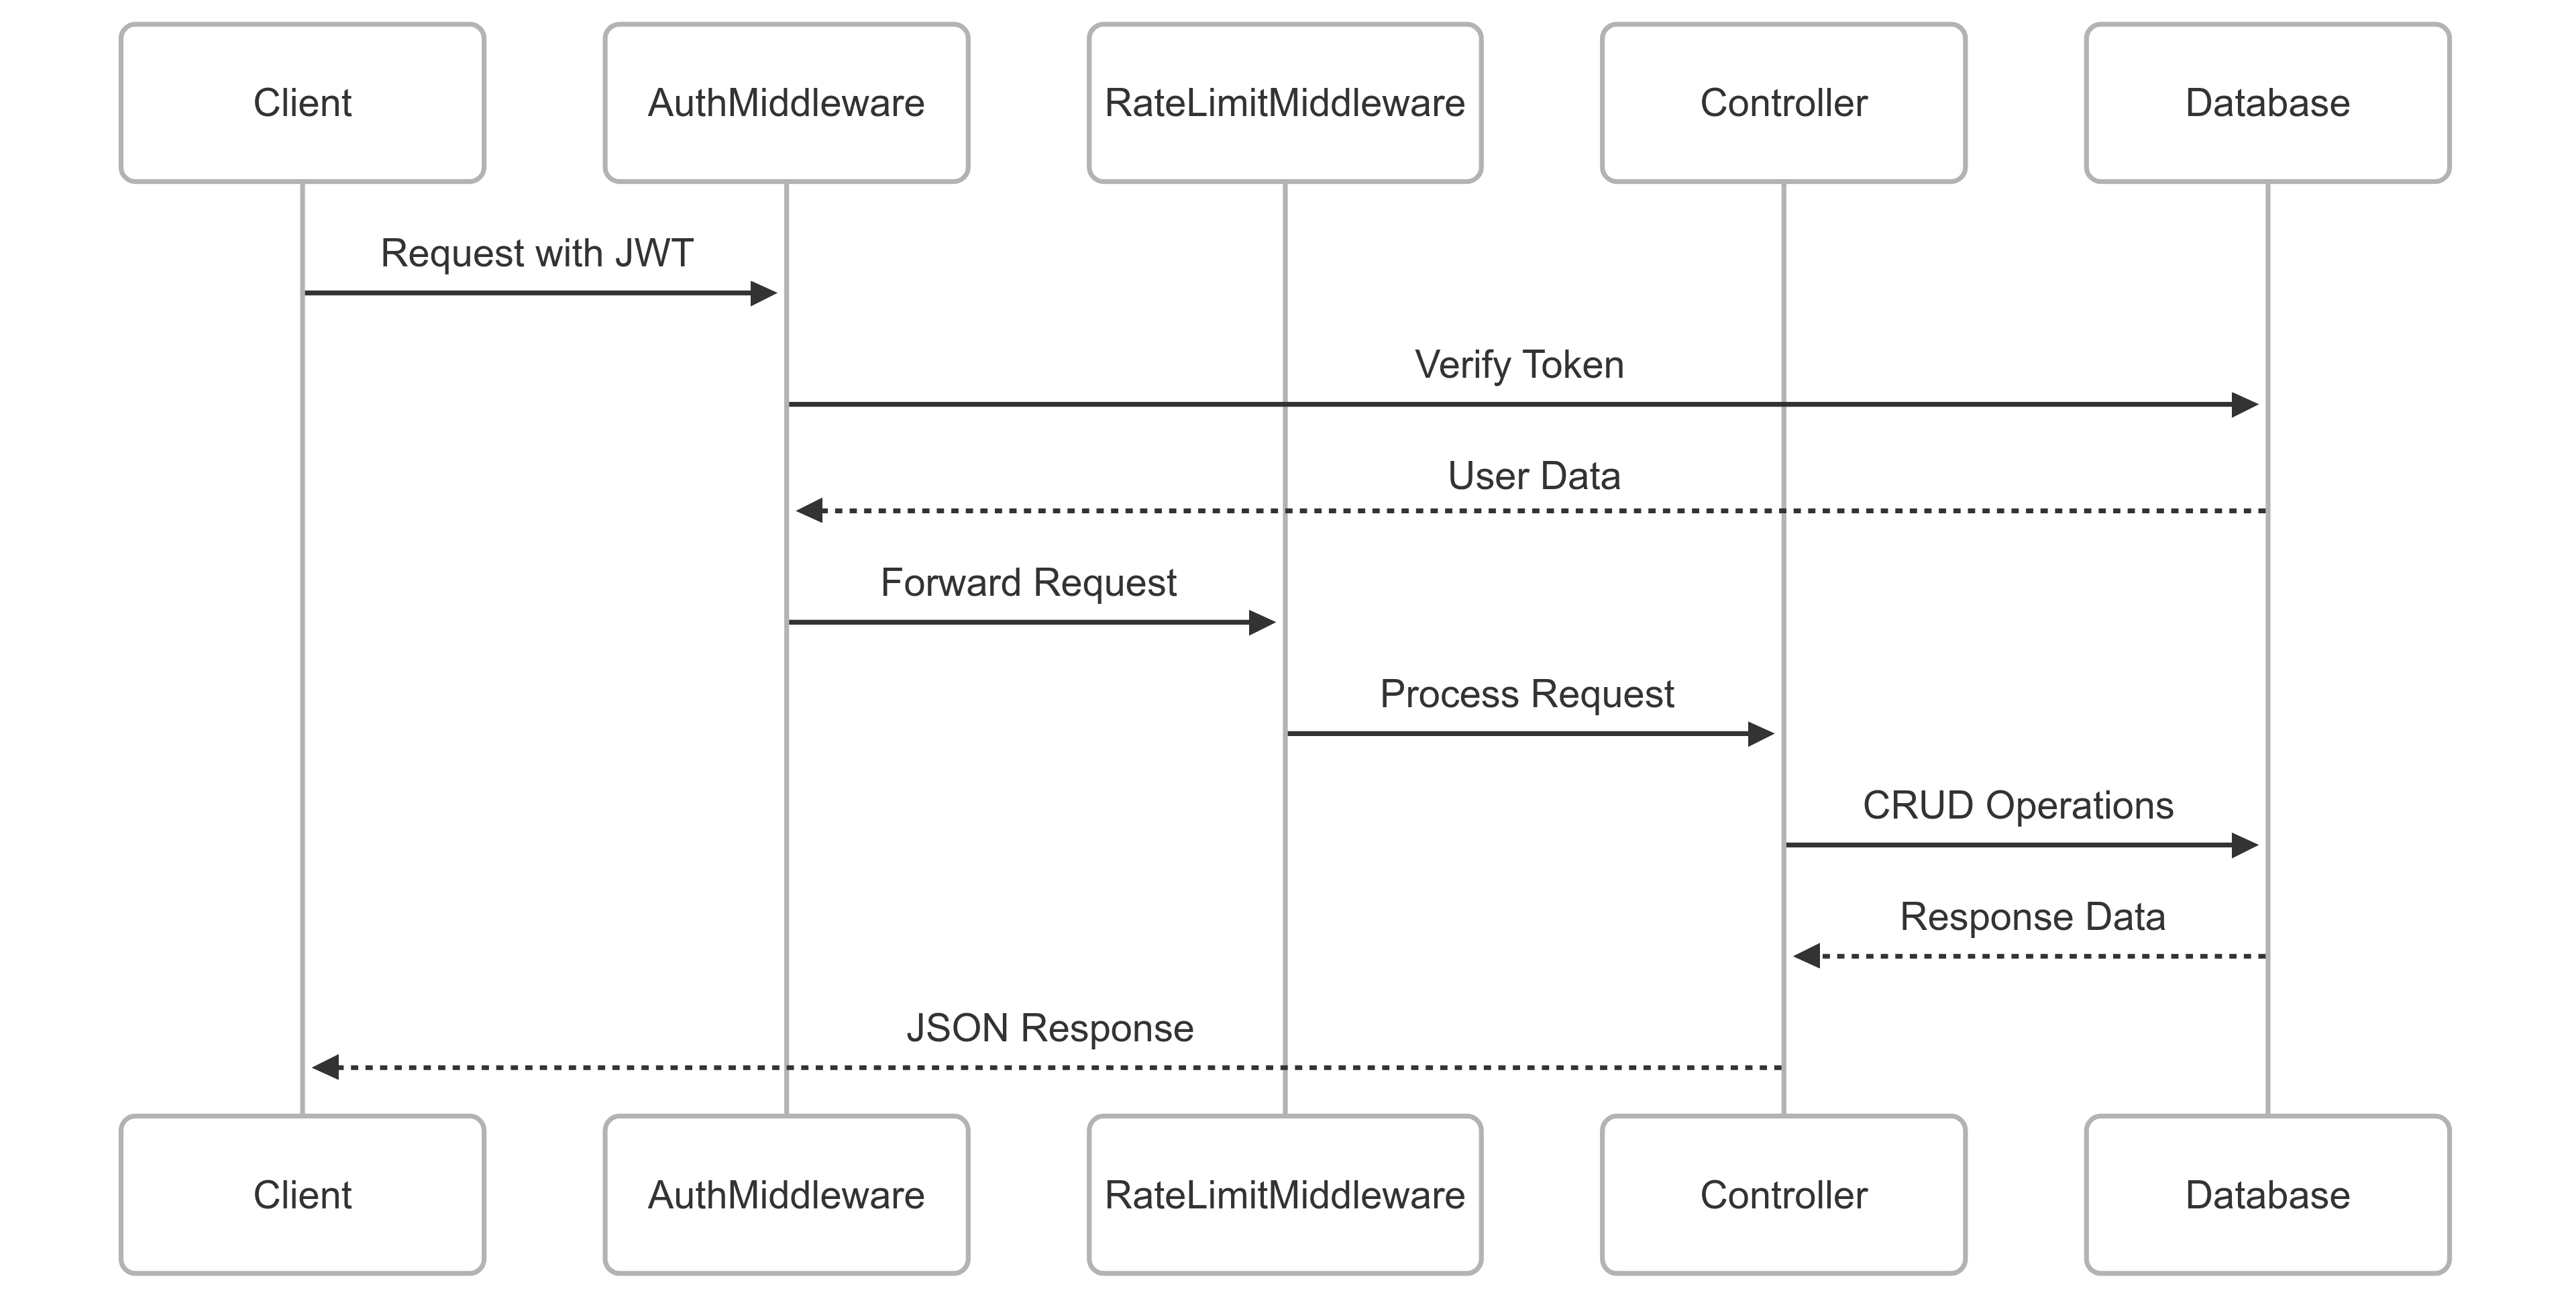 Client
AuthMiddleware
RateLimitMiddleware
Controller
Database
Request with JWT
Verify Token
User Data
Forward Request
Process Request
CRUD Operations
Response Data
JSON Response
Client
AuthMiddleware
RateLimitMiddleware
Controller
Database